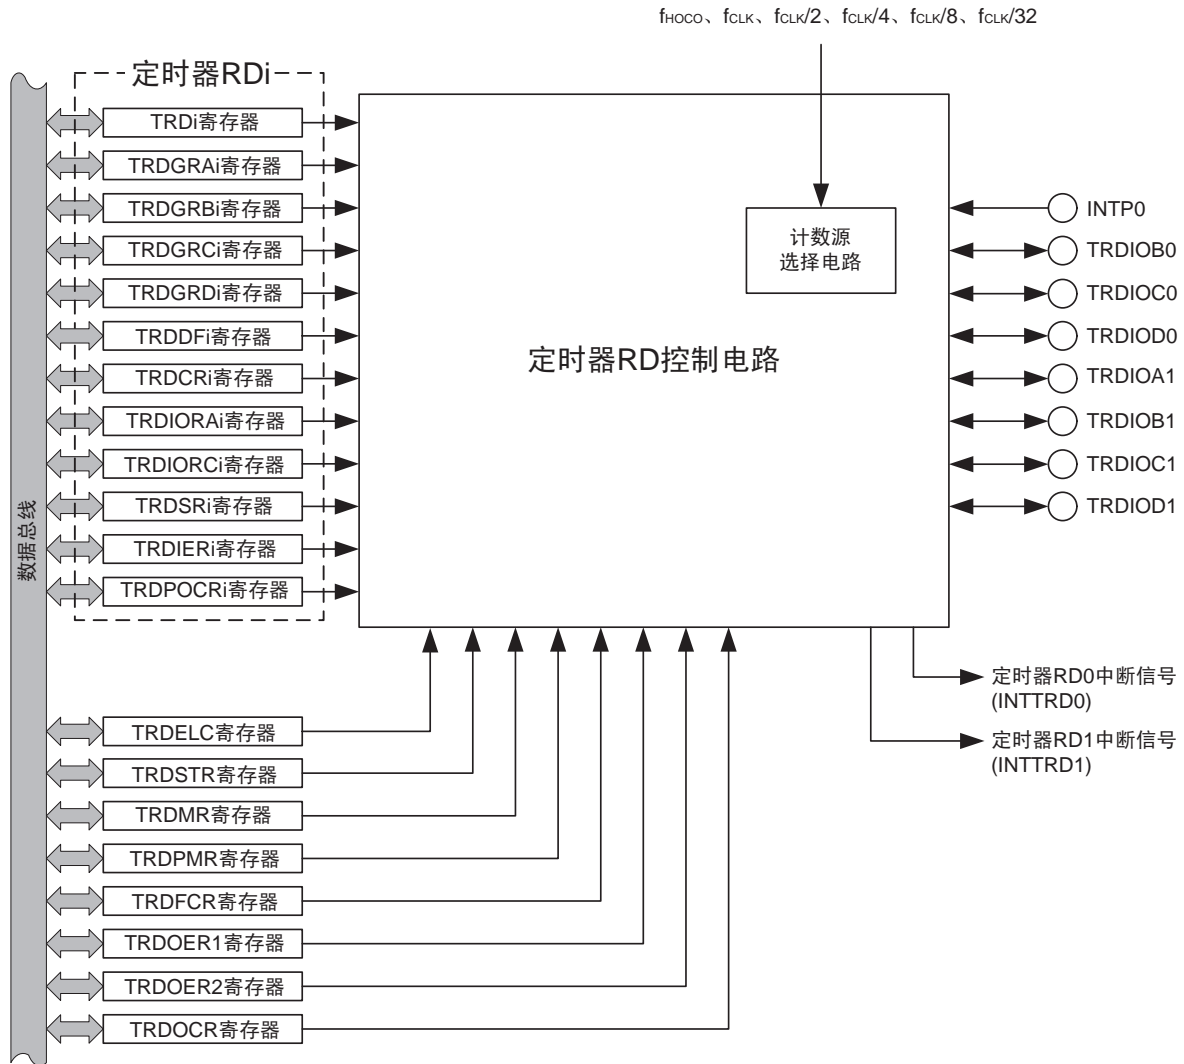 fHOCO、fCLK、fCLK/2、fCLK/4、fCLK/8、fCLK/32
定时器RDi
TRDi寄存器
TRDGRAi寄存器
TRDGRBi寄存器
TRDGRCi寄存器
TRDGRDi寄存器
TRDDFi寄存器
TRDCRi寄存器
TRDIORAi寄存器
TRDIORCi寄存器
TRDSRi寄存器
TRDIERi寄存器
TRDPOCRi寄存器
数据总线
计数源
选择电路
定时器RD控制电路
INTP0
TRDIOB0
TRDIOC0
TRDIOD0
TRDIOA1
TRDIOB1
TRDIOC1
TRDIOD1
定时器RD0中断信号
(INTTRD0)
定时器RD1中断信号
(INTTRD1)
TRDELC寄存器
TRDSTR寄存器
TRDMR寄存器
TRDPMR寄存器
TRDFCR寄存器
TRDOER1寄存器
TRDOER2寄存器
TRDOCR寄存器